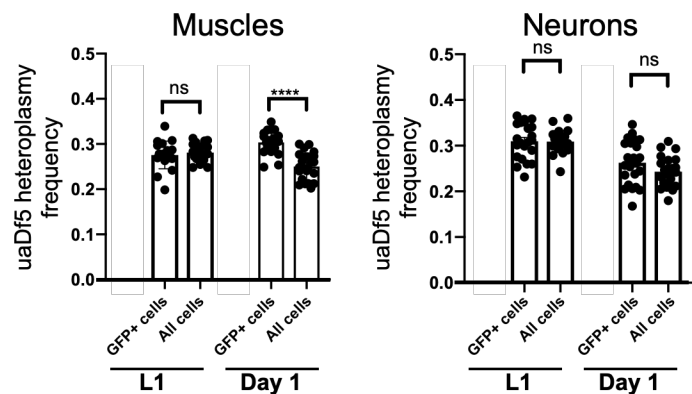 Muscles
uaDf5 heteroplasmy
frequency
0.5
0.4
0.3
0.2
0.1
0.0
ns
****
GFP+ cells
All cells
GFP+ cells
All cells
L1
Day 1
Neurons
uaDf5 heteroplasmy
frequency
0.5
0.4
0.3
0.2
0.1
0.0
ns
ns
GFP+ cells
All cells
GFP+ cells
All cells
L1
Day 1